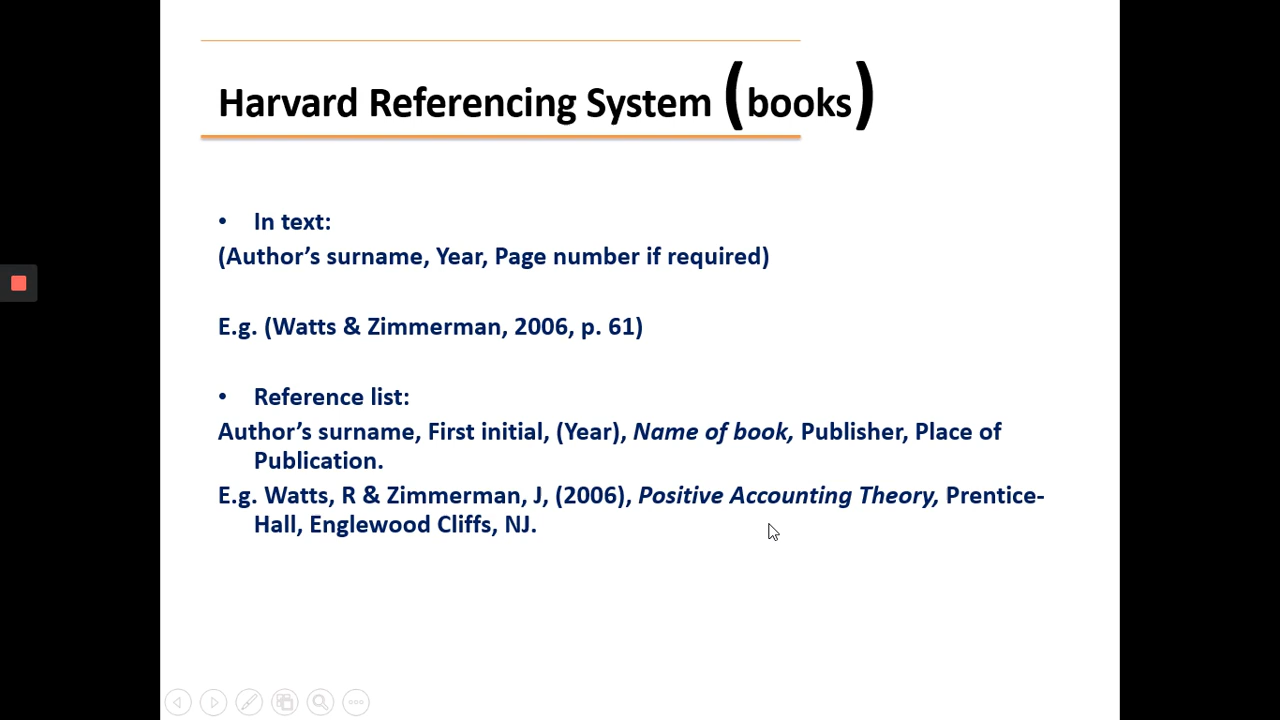 Harvard Referencing System (books)
• In text:
(Author’s surname, Year, Page number if required)
E.g. (Watts & Zimmerman, 2006, p. 61)
• Reference list:
Author’s surname, First initial, (Year), Name of book, Publisher, Place of
Publication.
E.g. Watts, R & Zimmerman, J, (2006), Positive Accounting Theory, Prentice-
Hall, Englewood Cliffs, NJ.